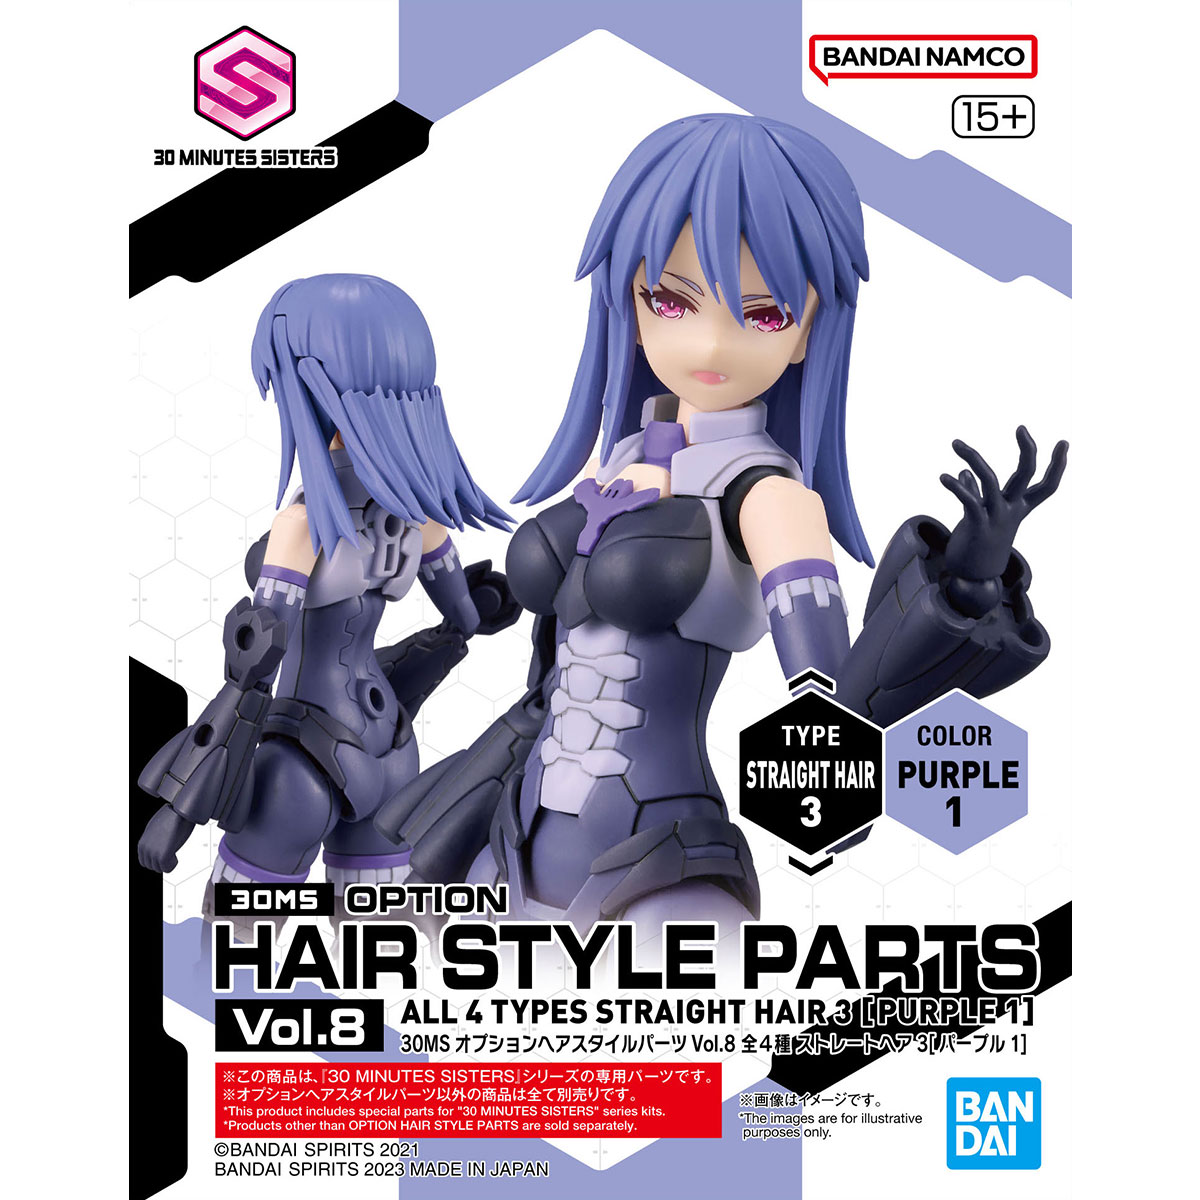 30 MINUTES SISTERS
BANDAI NAMCO
15+
TYPE
STRAIGHT HAIR
3
COLOR
PURPLE
1
30MS OPTION
HAIR STYLE PARTS
Vol.8
ALL 4 TYPES STRAIGHT HAIR 3 [PURPLE 1]
30MS オプションヘアスタイルパーツ Vol.8 全4種 ストレートヘア 3[パープル 1]
※この商品は、『30 MINUTES SISTERS』シリーズの専用パーツです。
※オプションヘアスタイルパーツ以外の商品は全て別売りです。
*This product includes special parts for "30 MINUTES SISTERS" series kits.
*Products other than OPTION HAIR STYLE PARTS are sold separately.
※画像はイメージです。
*The images are for illustrative
purposes only.
BAN
DAI
©BANDAI SPIRITS 2021
BANDAI SPIRITS 2023 MADE IN JAPAN